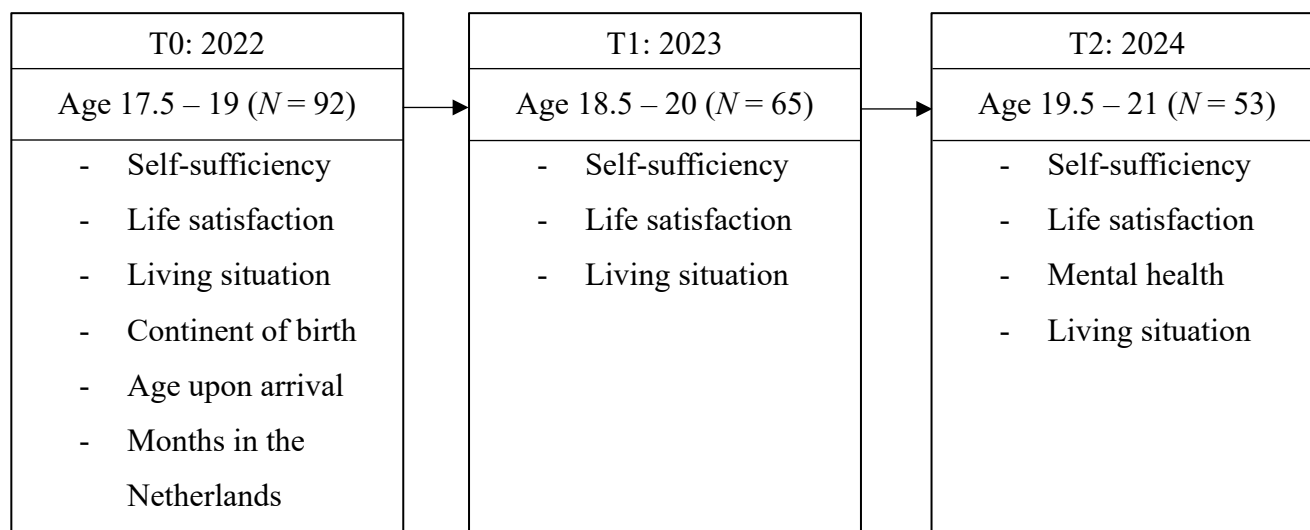 T0: 2022
Age 17.5 – 19 (N = 92)
- Self-sufficiency
- Life satisfaction
- Living situation
- Continent of birth
- Age upon arrival
- Months in the
Netherlands
T1: 2023
Age 18.5 – 20 (N = 65)
- Self-sufficiency
- Life satisfaction
- Living situation
T2: 2024
Age 19.5 – 21 (N = 53)
- Self-sufficiency
- Life satisfaction
- Mental health
- Living situation